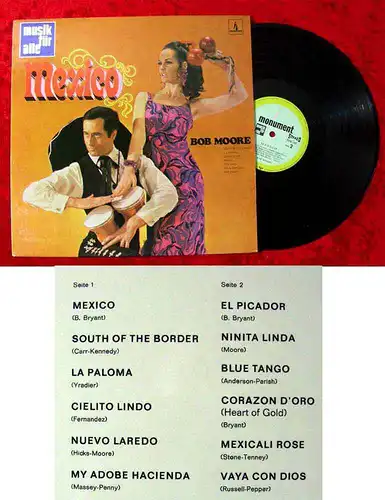 musik für
alle
Mexico
BOB MOORE
monument
2
Seite 1
MEXICO
(B. Bryant)
SOUTH OF THE BORDER
(Carr-Kennedy)
LA PALOMA
(Yradier)
CIELITO LINDO
(Fernandez)
NUEVO LAREDO
(Hicks-Moore)
MY ADOBE HACIENDA
(Massey-Penny)
Seite 2
EL PICADOR
(B. Bryant)
NINITA LINDA
(Moore)
BLUE TANGO
(Anderson-Parish)
CORAZON D'ORO
(Heart of Gold)
(Bryant)
MEXICALI ROSE
(Stone-Tenney)
VAYA CON DIOS
(Russell-Pepper)